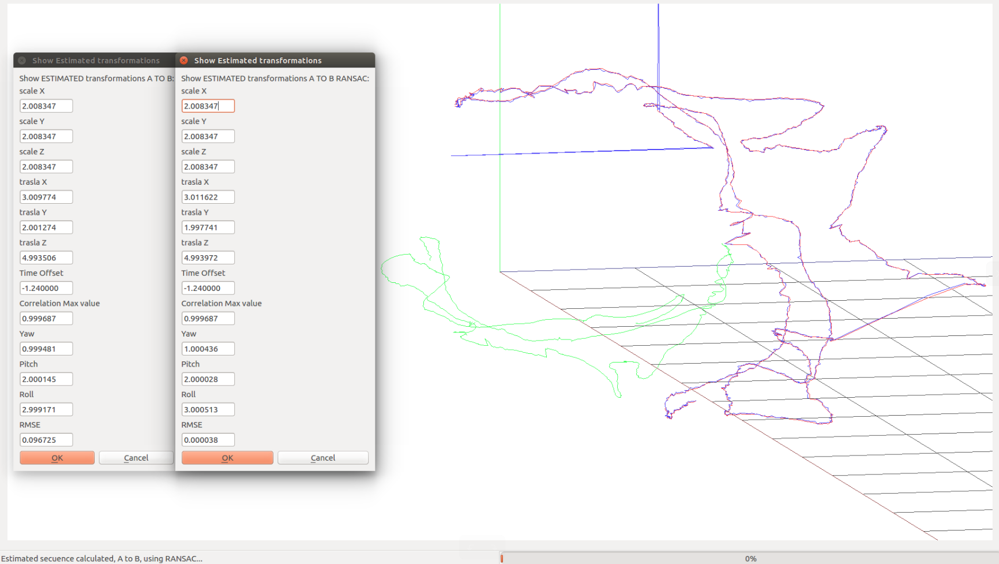 Show Estimated transformations
Show ESTIMATED transformations A TO B:
scale X
2.008347
scale Y
2.008347
scale Z
2.008347
trasla X
3.009774
trasla Y
2.001274
trasla Z
4.993506
Time Offset
-1.240000
Correlation Max value
0.999687
Yaw
0.999481
Pitch
2.000145
Roll
2.999171
RMSE
0.096725
OK Cancel
Show Estimated transformations
Show ESTIMATED transformations A TO B RANSAC:
scale X
2.008347
scale Y
2.008347
scale Z
2.008347
trasla X
3.011622
trasla Y
1.997741
trasla Z
4.993972
Time Offset
-1.240000
Correlation Max value
0.999687
Yaw
1.000436
Pitch
2.000028
Roll
3.000513
RMSE
0.000038
OK Cancel
Estimated secuence calculated, A to B, using RANSAC...
0%